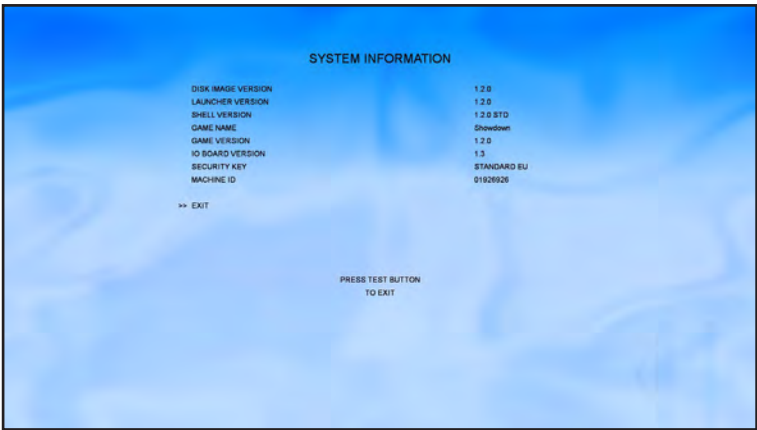 SYSTEM INFORMATION
DISK IMAGE VERSION 1.2.0
LAUNCHER VERSION 1.2.0
SHELL VERSION 1.2.0 STD
GAME NAME Showdown
GAME VERSION 1.2.0
IO BOARD VERSION 1.3
SECURITY KEY STANDARD EU
MACHINE ID 01926926
>> EXIT
PRESS TEST BUTTON
TO EXIT